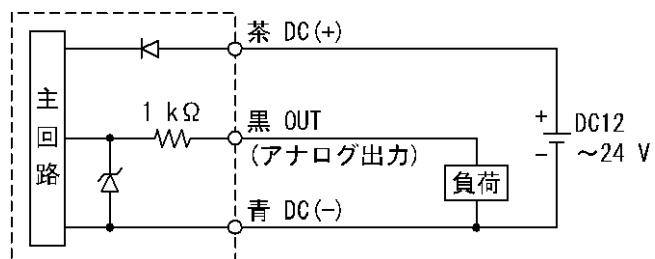 茶 DC(+)
主回路
1 kΩ
黒 OUT
(アナログ出力)
+
-
DC12
~24 V
負荷
青 DC(-)